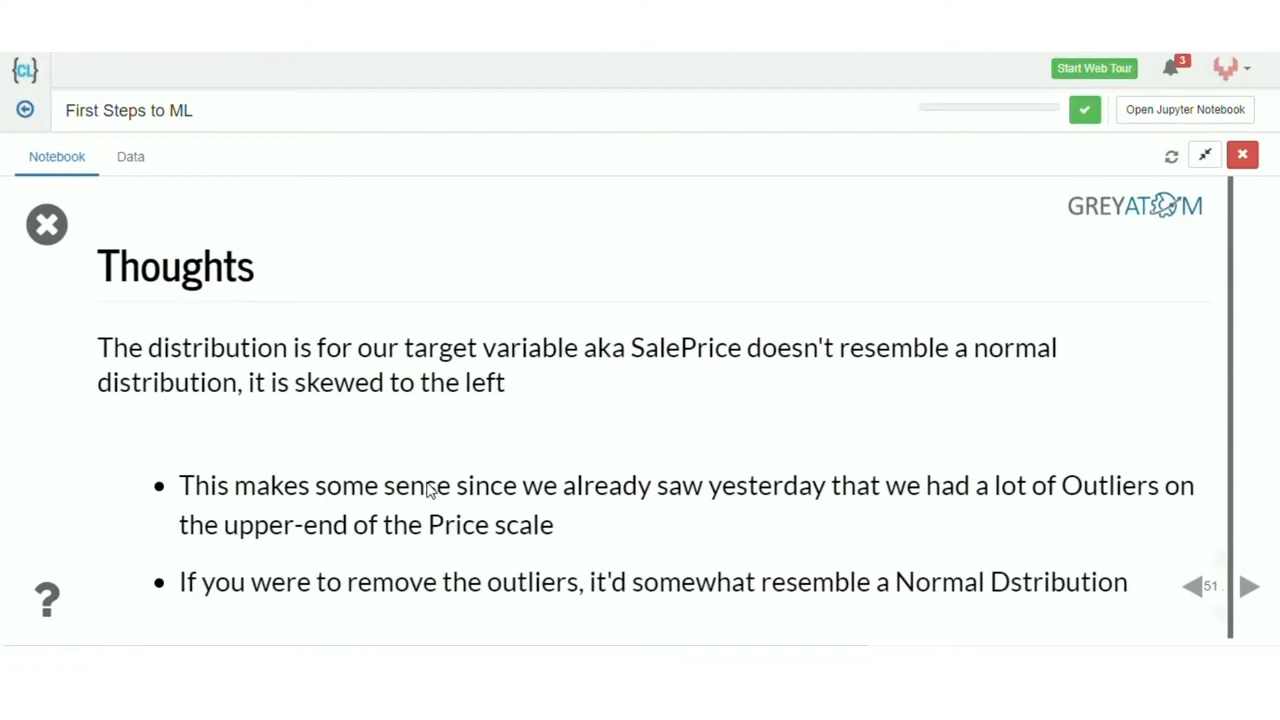 {CL}
Start Web Tour
3
First Steps to ML
Open Jupyter Notebook
Notebook
Data
GREYATOM
Thoughts
The distribution is for our target variable aka SalePrice doesn't resemble a normal
distribution, it is skewed to the left
• This makes some sense since we already saw yesterday that we had a lot of Outliers on
the upper-end of the Price scale
• If you were to remove the outliers, it'd somewhat resemble a Normal Dstribution
?
51